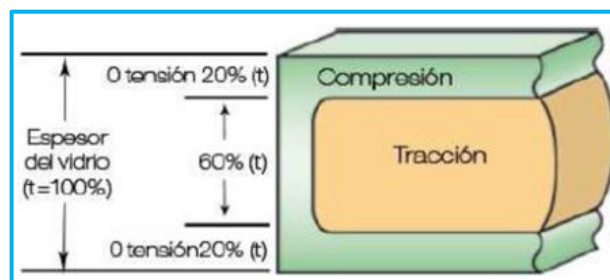 0 tensión 20% (t)
Compresión
Espesor
del vidrio
(t=100%)
60% (t)
Tracción
0 tensión20% (t)